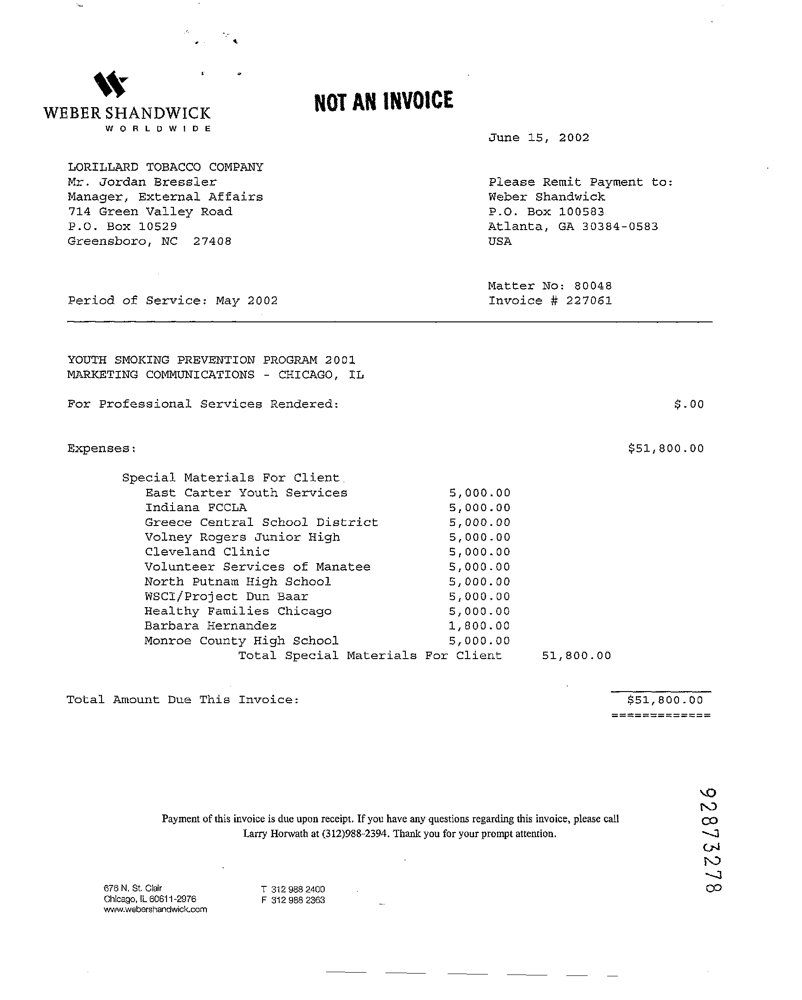 WEBER SHANDWICK
WORLDWIDE
NOT AN INVOICE
June 15, 2002
LORILLARD TOBACCO COMPANY
Mr. Jordan Bressler
Manager, External Affairs
714 Green Valley Road
P.O. Box 10529
Greensboro, NC 27408
Please Remit Payment to:
Weber Shandwick
P.O. Box 100583
Atlanta, GA 30384-0583
USA
Matter No: 80048
Period of Service: May 2002 Invoice # 227061
YOUTH SMOKING PREVENTION PROGRAM 2001
MARKETING COMMUNICATIONS - CHICAGO, IL
For Professional Services Rendered: $.00
Expenses: $51,800.00
Special Materials For Client
East Carter Youth Services 5,000.00
Indiana FCCLA 5,000.00
Greece Central School District 5,000.00
Volney Rogers Junior High 5,000.00
Cleveland Clinic 5,000.00
Volunteer Services of Manatee 5,000.00
North Putnam High School 5,000.00
WSCI/Project Dun Baar 5,000.00
Healthy Families Chicago 5,000.00
Barbara Hernandez 1,800.00
Monroe County High School 5,000.00
Total Special Materials For Client 51,800.00
Total Amount Due This Invoice: $51,800.00
=============
Payment of this invoice is due upon receipt. If you have any questions regarding this invoice, please call
Larry Horwath at (312)988-2394. Thank you for your prompt attention.
92873278
676 N. St. Clair T 312 988 2400
Chicago, IL 60611-2976 F 312 988 2363
www.webershandwick.com